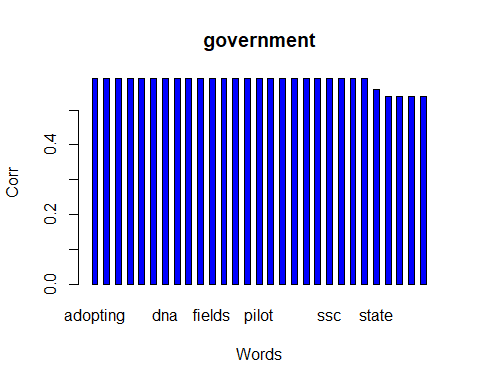 government
Corr
0.4
0.2
0.0
adopting dna fields pilot ssc state
Words